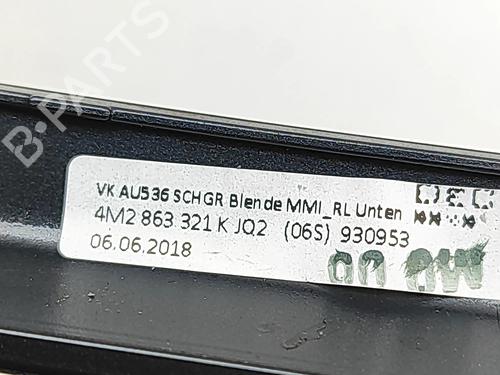 B-PARTS
VK AU536 SCHGR Blende MMI_RL Unten
4M2 863 321 K JQ2 (06S) 930953
06.06.2018